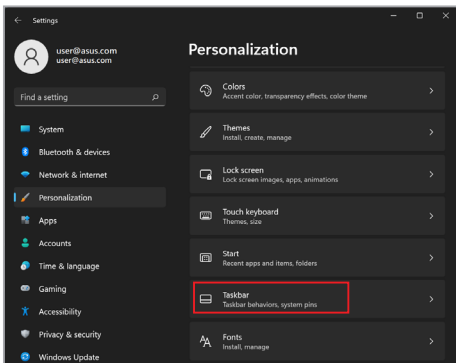 Settings
user@asus.com
user@asus.com
Find a setting
System
Bluetooth & devices
Network & internet
Personalization
Apps
Accounts
Time & language
Gaming
Accessibility
Privacy & security
Windows Update
Personalization
Colors
Accent color, transparency effects, color theme
Themes
Install, create, manage
Lock screen
Lock screen images, apps, animations
Touch keyboard
Themes, size
Start
Recent apps and items, folders
Taskbar
Taskbar behaviors, system pins
Fonts
Install, manage